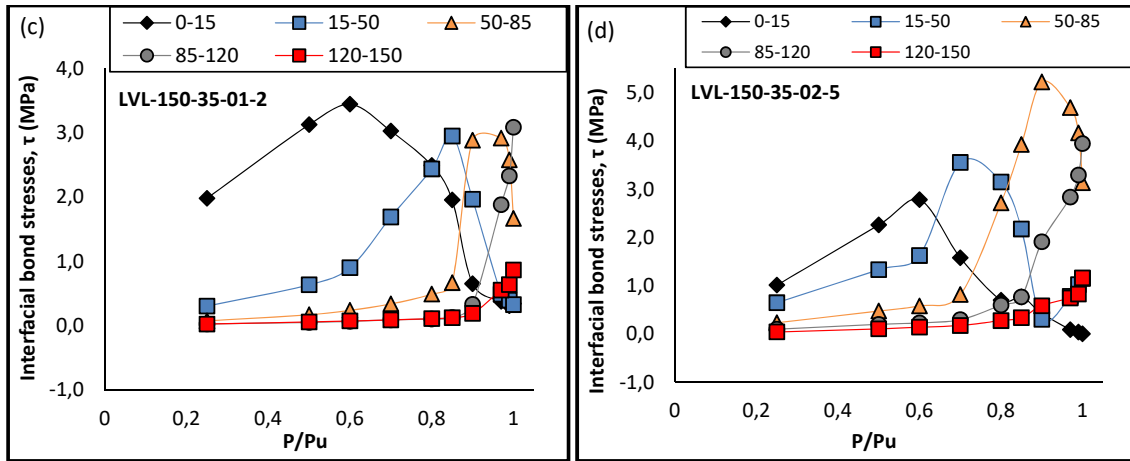 (c)
0-15 15-50 50-85
85-120 120-150
LVL-150-35-01-2
Interfacial bond stresses, τ (MPa)
4,0
3,0
2,0
1,0
0,0
-1,0
0 0,2 0,4 0,6 0,8 1
P/Pu
(d)
0-15 15-50 50-85
85-120 120-150
LVL-150-35-02-5
Interfacial bond stresses, τ (MPa)
5,0
4,0
3,0
2,0
1,0
0,0
-1,0
0 0,2 0,4 0,6 0,8 1
P/Pu